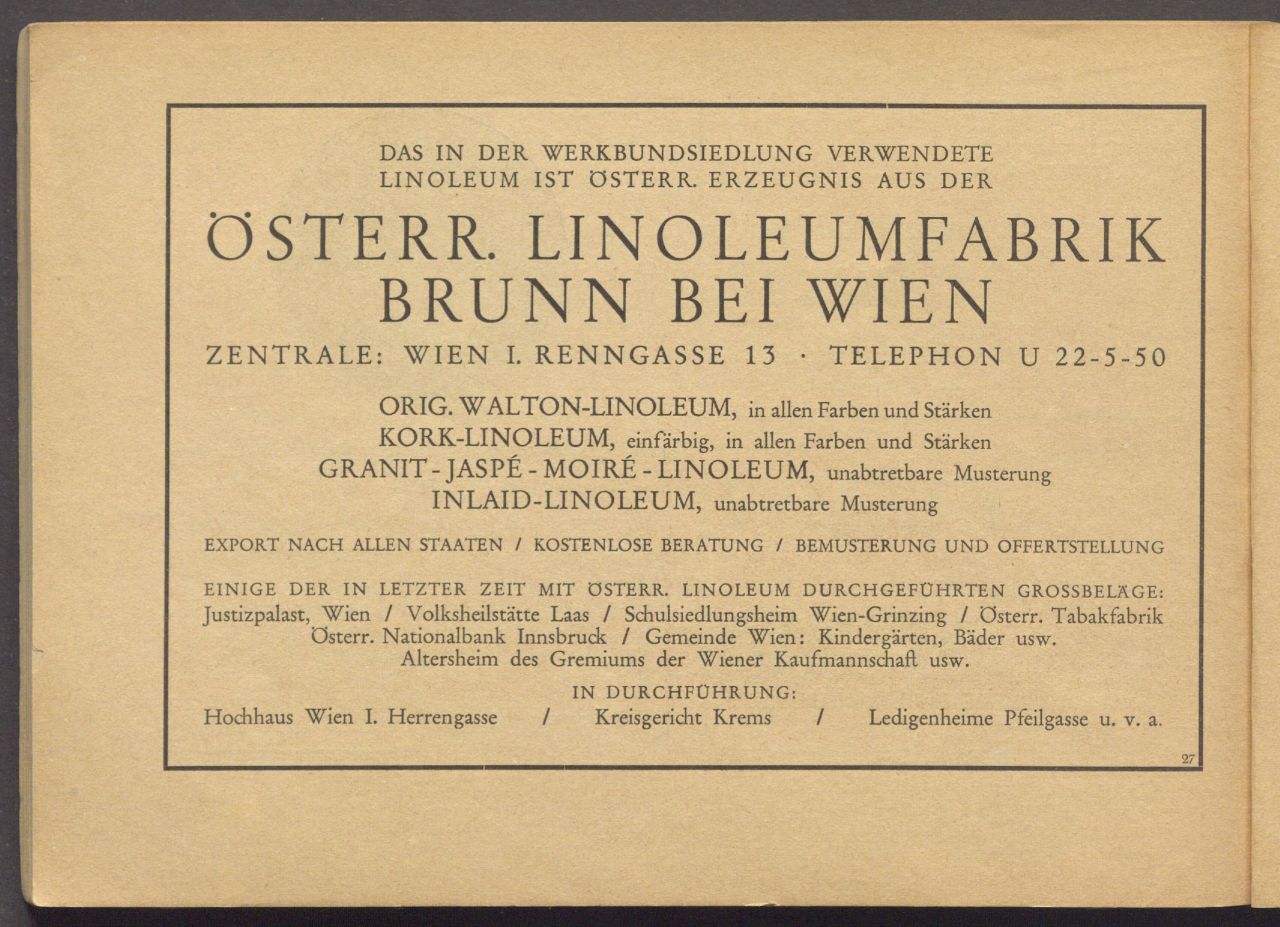 DAS IN DER WERKBUNDSIEDLUNG VERWENDETE
LINOLEUM IST ÖSTERR. ERZEUGNIS AUS DER
ÖSTERR. LINOLEUMFABRIK
BRUNN BEI WIEN
ZENTRALE: WIEN I. RENNGASSE 13 · TELEPHON U 22-5-50
ORIG. WALTON-LINOLEUM, in allen Farben und Stärken
KORK-LINOLEUM, einfärbig, in allen Farben und Stärken
GRANIT - JASPÉ - MOIRÉ - LINOLEUM, unabtretbare Musterung
INLAID-LINOLEUM, unabtretbare Musterung
EXPORT NACH ALLEN STAATEN / KOSTENLOSE BERATUNG / BEMUSTERUNG UND OFFERTSTELLUNG
EINIGE DER IN LETZTER ZEIT MIT ÖSTERR. LINOLEUM DURCHGEFÜHRTEN GROSSBELÄGE:
Justizpalast, Wien / Volksheilstätte Laas / Schulsiedlungsheim Wien-Grinzing / Österr. Tabakfabrik
Österr. Nationalbank Innsbruck / Gemeinde Wien: Kindergärten, Bäder usw.
Altersheim des Gremiums der Wiener Kaufmannschaft usw.
IN DURCHFÜHRUNG:
Hochhaus Wien I. Herrengasse / Kreisgericht Krems / Ledigenheime Pfeilgasse u. v. a.
27